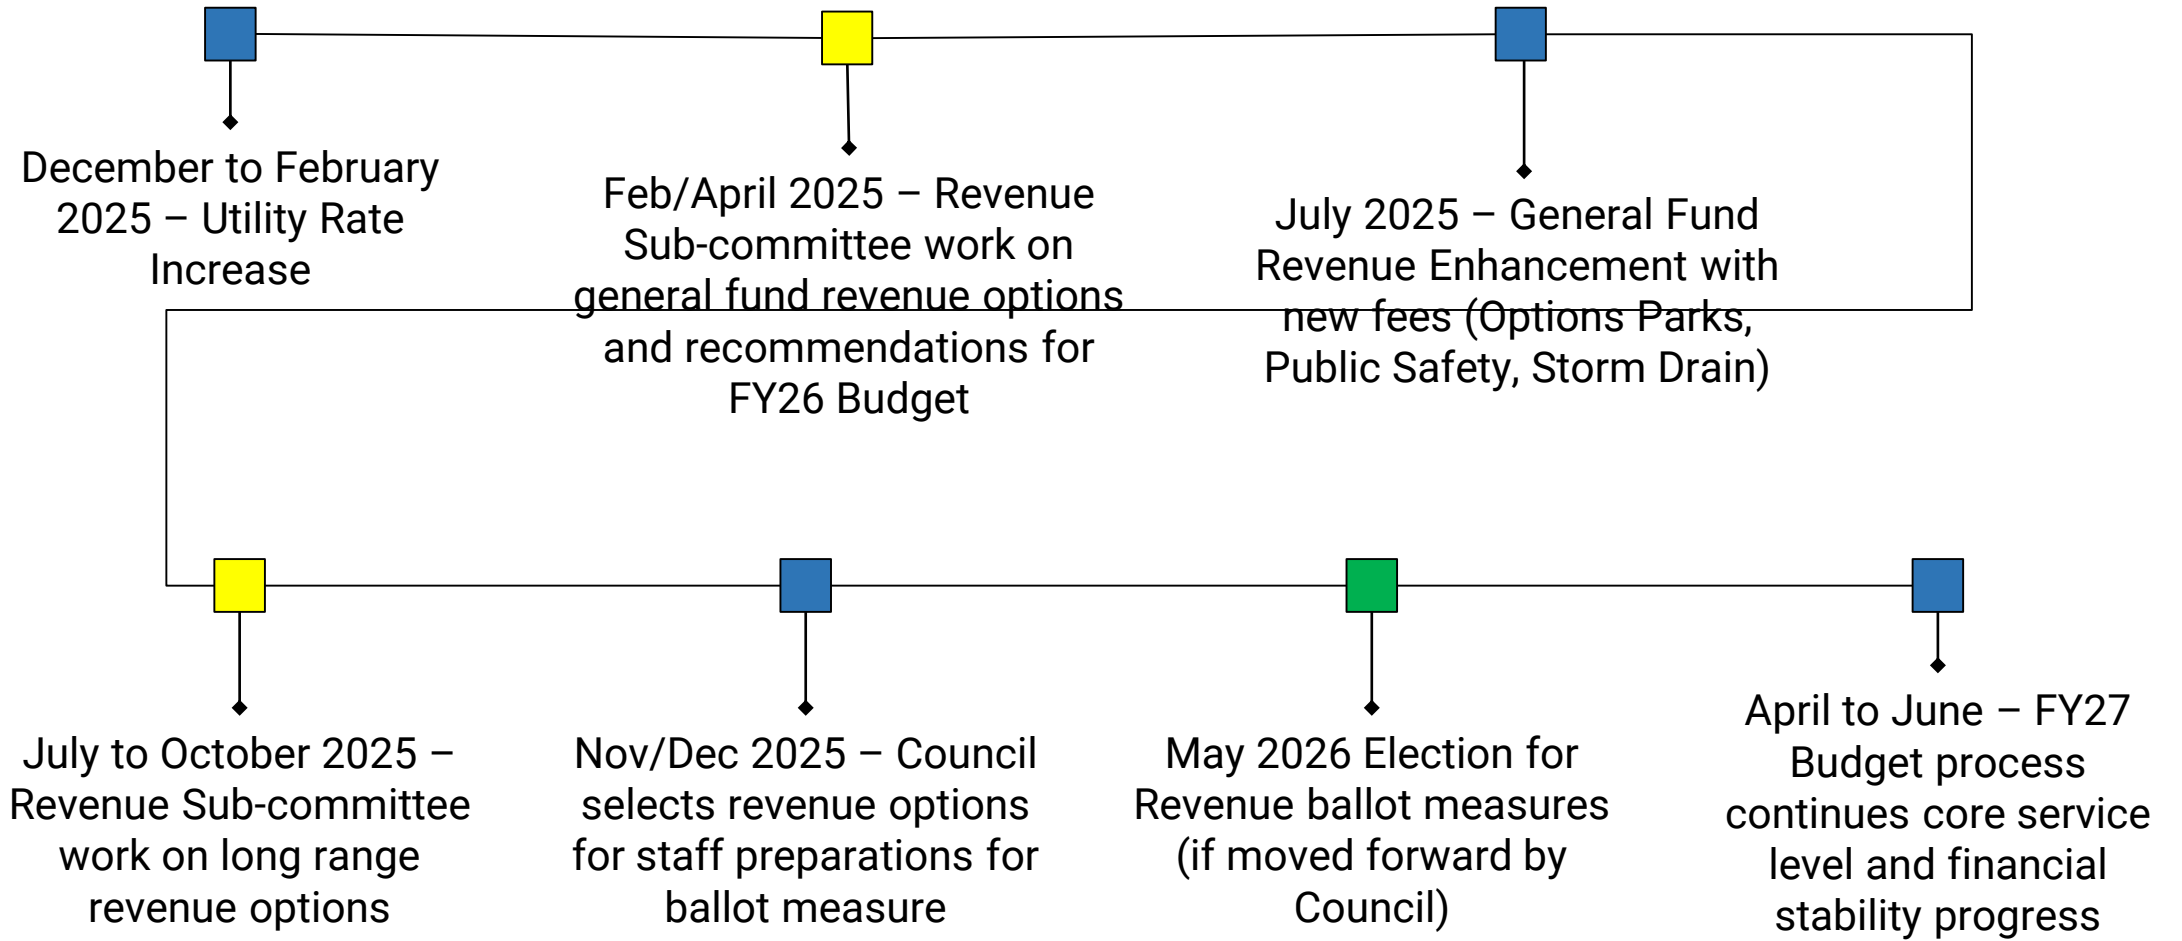 December to February
2025 – Utility Rate
Increase
Feb/April 2025 – Revenue
Sub-committee work on
general fund revenue options
and recommendations for
FY26 Budget
July 2025 – General Fund
Revenue Enhancement with
new fees (Options Parks,
Public Safety, Storm Drain)
July to October 2025 –
Revenue Sub-committee
work on long range
revenue options
Nov/Dec 2025 – Council
selects revenue options
for staff preparations for
ballot measure
May 2026 Election for
Revenue ballot measures
(if moved forward by
Council)
April to June – FY27
Budget process
continues core service
level and financial
stability progress